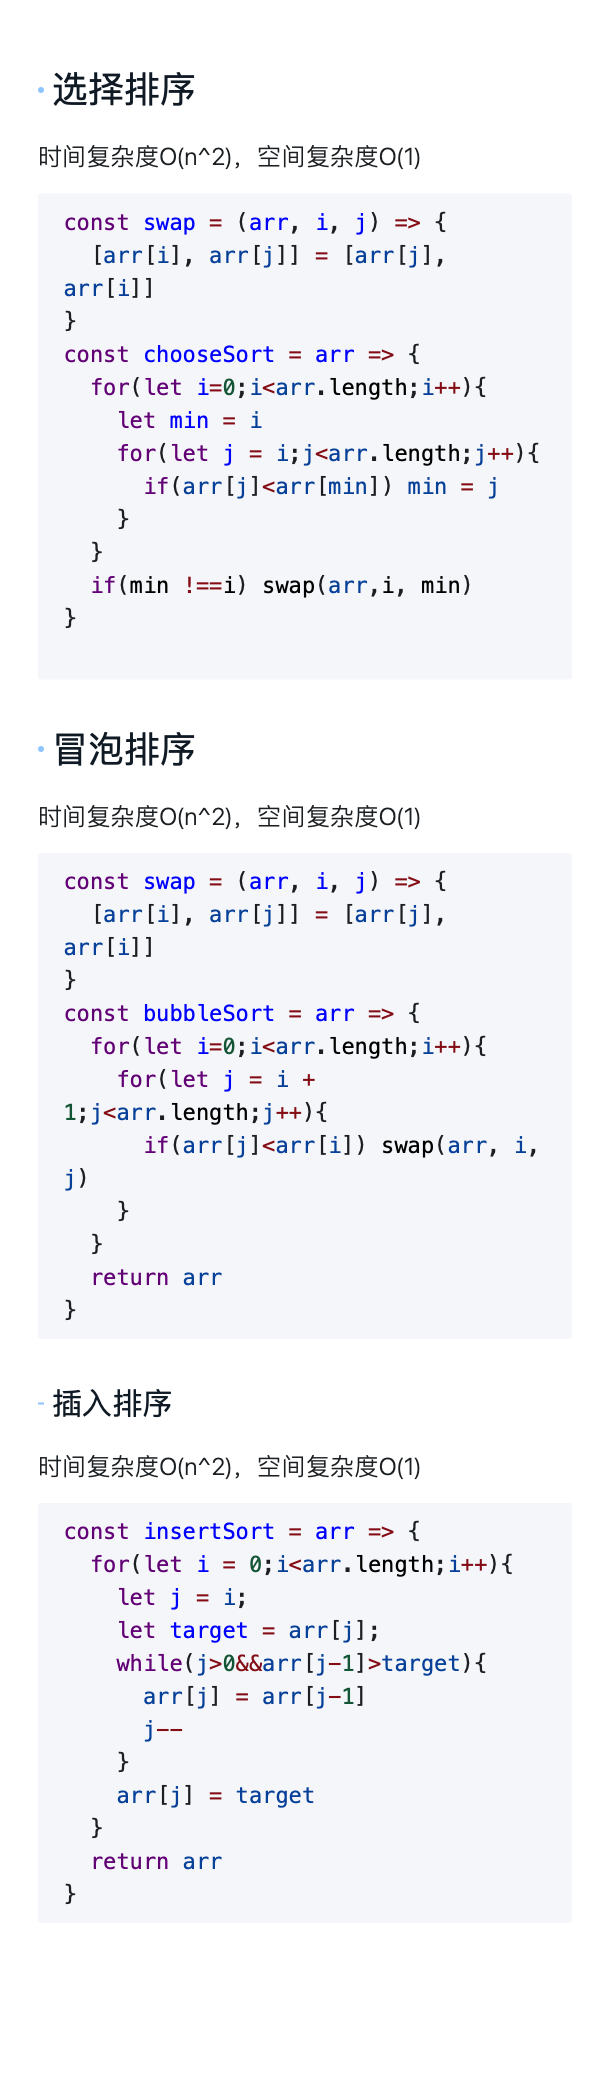 选择排序
时间复杂度O(n^2)，空间复杂度O(1)
const swap = (arr, i, j) => {
  [arr[i], arr[j]] = [arr[j],
arr[i]]
}
const chooseSort = arr => {
  for(let i=0;i<arr.length;i++){
    let min = i
    for(let j = i;j<arr.length;j++){
      if(arr[j]<arr[min]) min = j
    }
  }
  if(min !==i) swap(arr,i, min)
}
冒泡排序
时间复杂度O(n^2)，空间复杂度O(1)
const swap = (arr, i, j) => {
  [arr[i], arr[j]] = [arr[j],
arr[i]]
}
const bubbleSort = arr => {
  for(let i=0;i<arr.length;i++){
    for(let j = i +
1;j<arr.length;j++){
      if(arr[j]<arr[i]) swap(arr, i,
j)
    }
  }
  return arr
}
插入排序
时间复杂度O(n^2)，空间复杂度O(1)
const insertSort = arr => {
  for(let i = 0;i<arr.length;i++){
    let j = i;
    let target = arr[j];
    while(j>0&&arr[j-1]>target){
      arr[j] = arr[j-1]
      j--
    }
    arr[j] = target
  }
  return arr
}